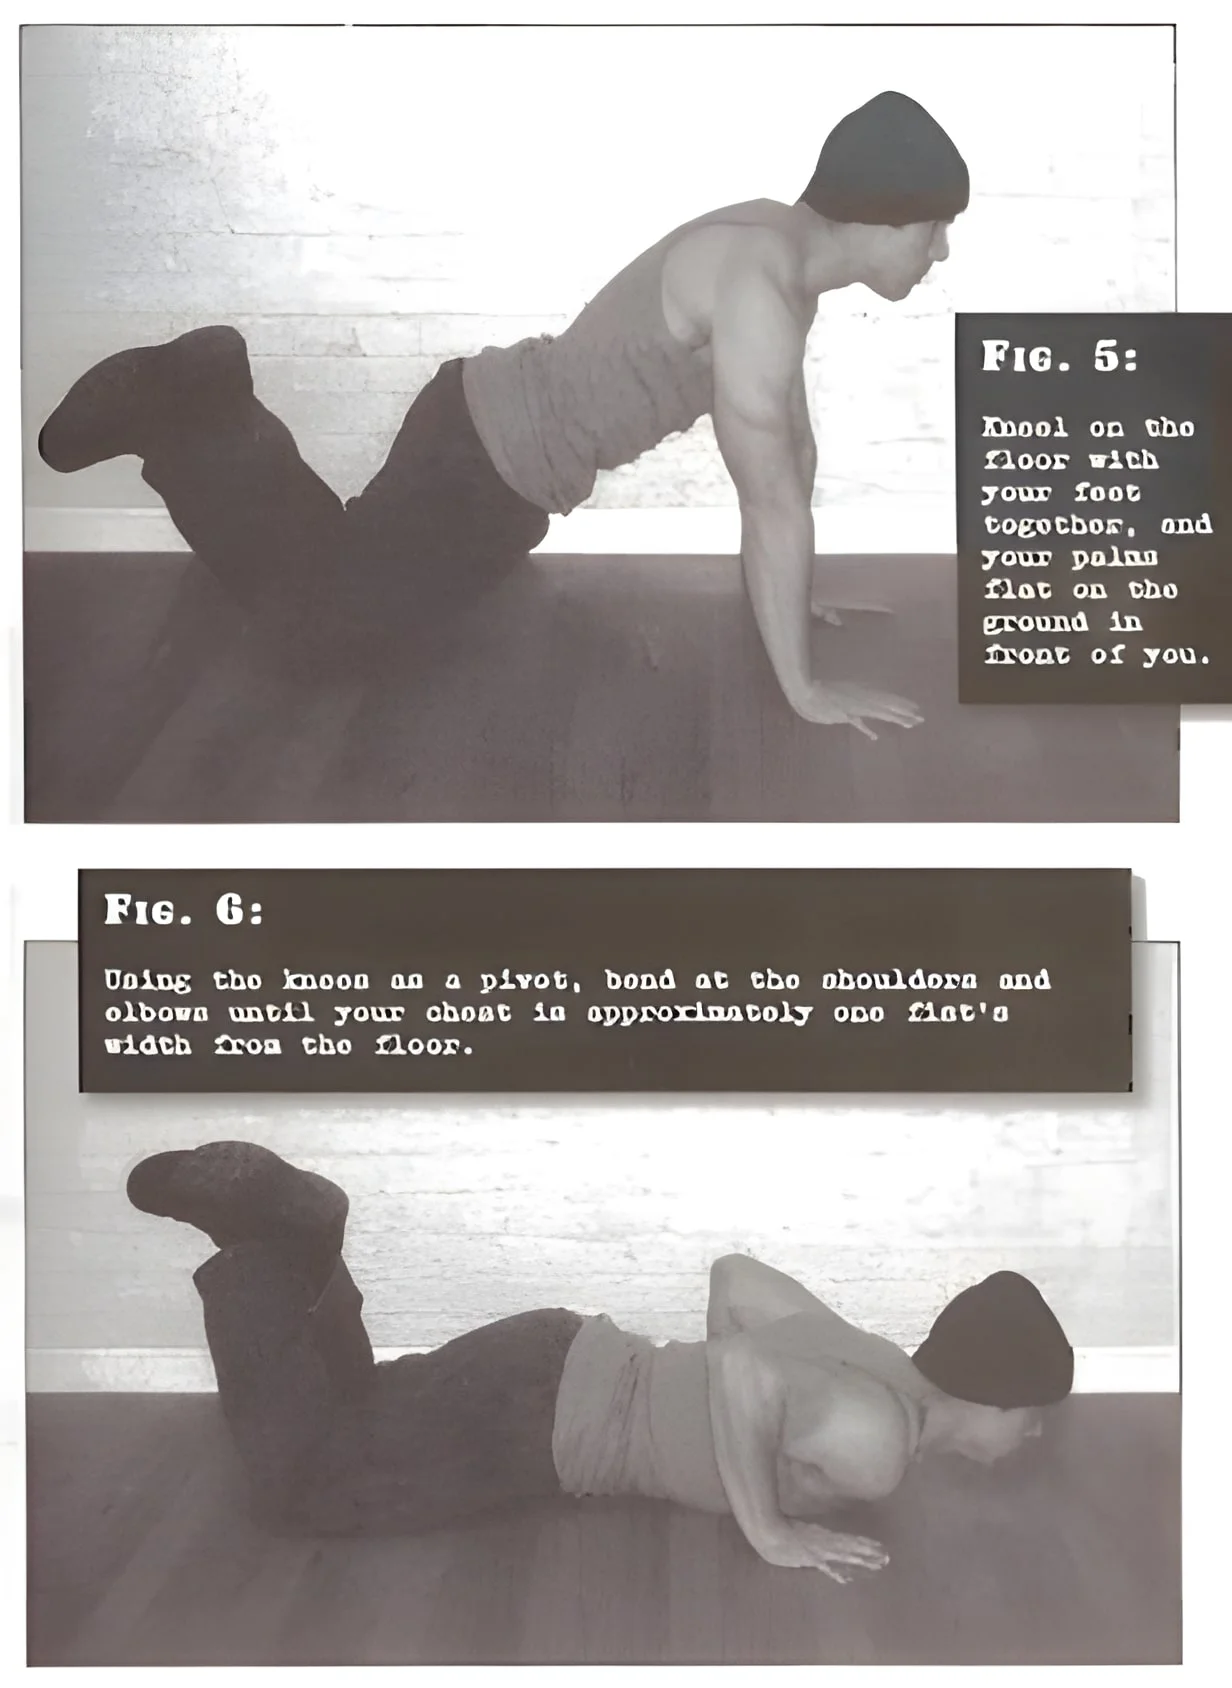 Fig. 5:
Kneel on the
floor with
your feet
together, and
your palms
flat on the
ground in
front of you.
Fig. 6:
Using the knees as a pivot, bend at the shoulders and
elbows until your chest is approximately one fist's
width from the floor.